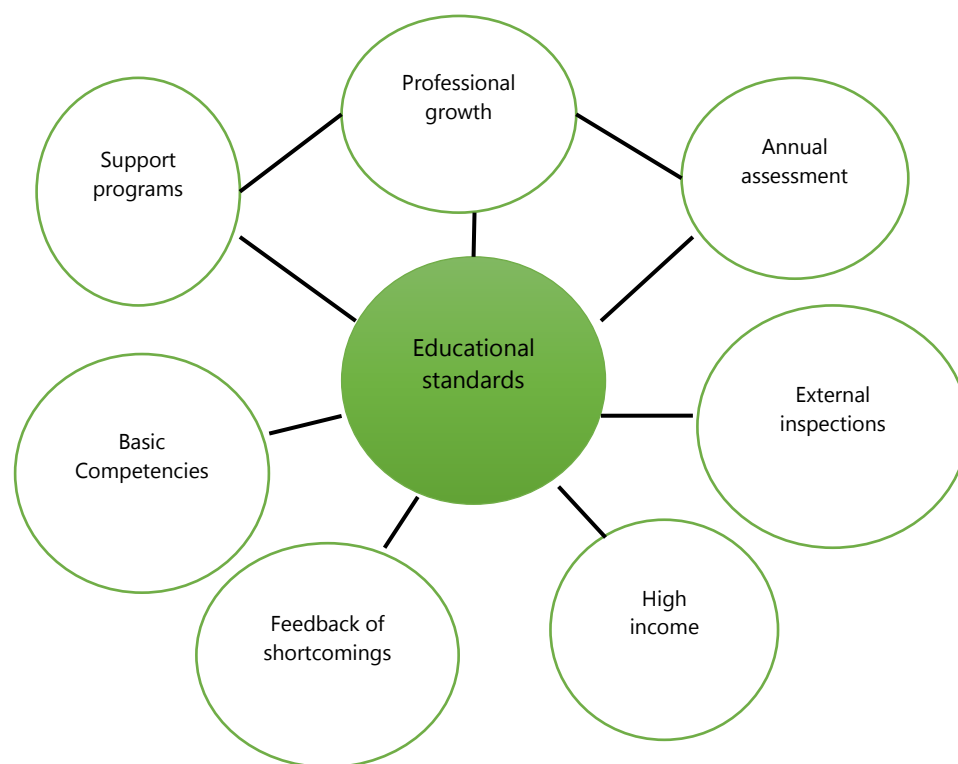 Professional
growth
Support
programs
Annual
assessment
Educational
standards
External
inspections
Basic
Competencies
High
income
Feedback of
shortcomings